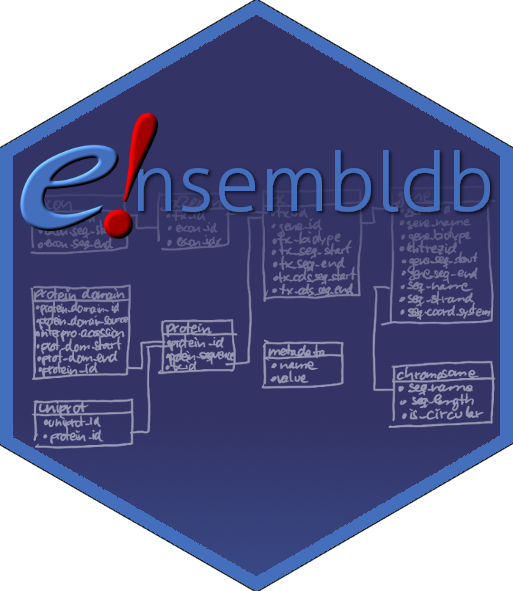 e!nsembldb
exon
exon_seq_start
exon_seq_end
tx_id
exon_id
exon_idx
tx_id
gene_id
tx_biotype
tx_seq_start
tx_seq_end
tx_cds_seq_start
tx_cds_seq_end
gene_name
gene_biotype
entrezid
gene_seq_start
gene_seq_end
seq_name
seq_strand
seq_coord_system
protein_domain
protein_domain_id
protein_domain_source
interpro_accession
prot_dom_start
prot_dom_end
protein_id
protein
protein_id
protein_sequence
tx_id
metadata
name
value
chromosome
seq_name
seq_length
is_circular
uniprot
uniprot_id
protein_id